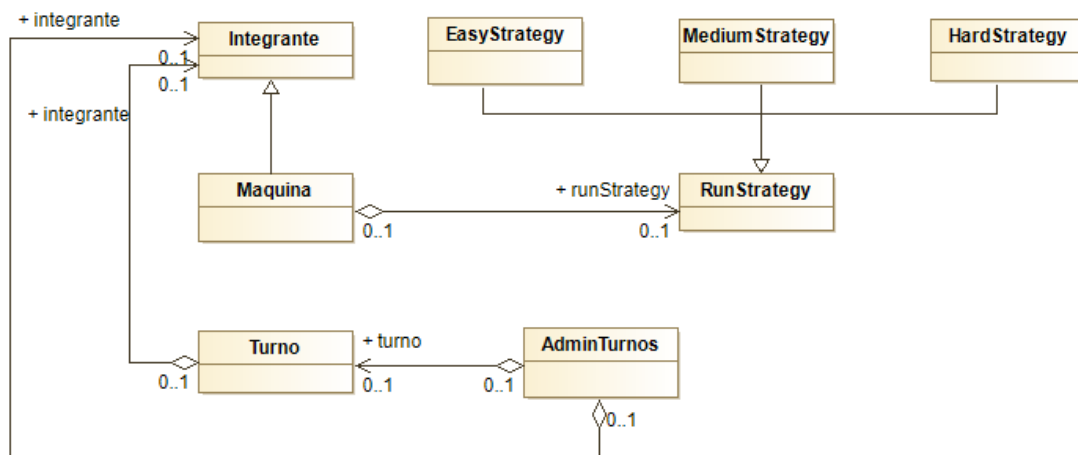 + integrante
Integrante
EasyStrategy
MediumStrategy
HardStrategy
0..1
0..1
+ integrante
Maquina
+ runStrategy
RunStrategy
0..1
0..1
Turno
+ turno
AdminTurnos
0..1
0..1
0..1
0..1